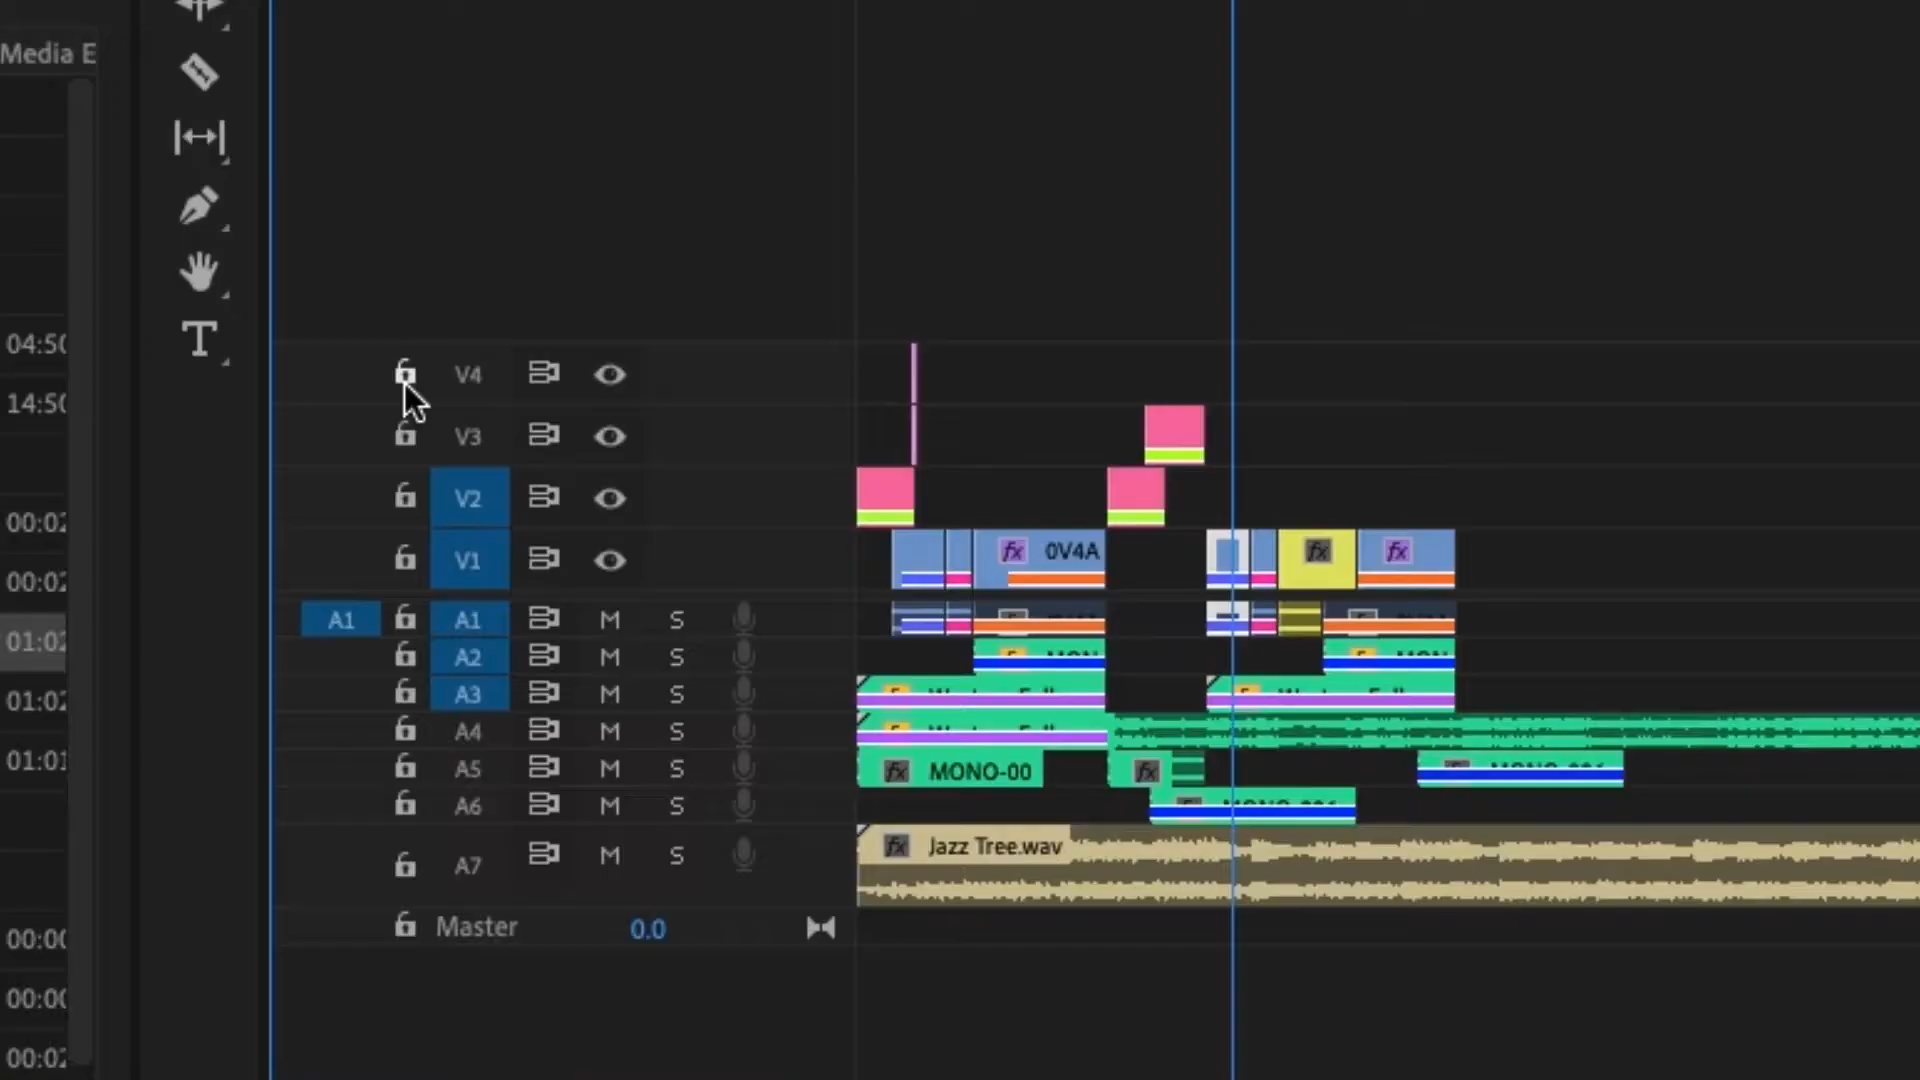 Media E
T
04:50
14:50
00:02
00:02
01:02
01:02
01:01
00:00
00:00
00:02
V4
V3
V2
V1
fx 0V4A
fx
fx
A1 A1 M S
A2 M S
A3 M S
A4 M S
A5 M S
fx MONO-00
fx
A6 M S
A7 M S
fx Jazz Tree.wav
Master 0.0